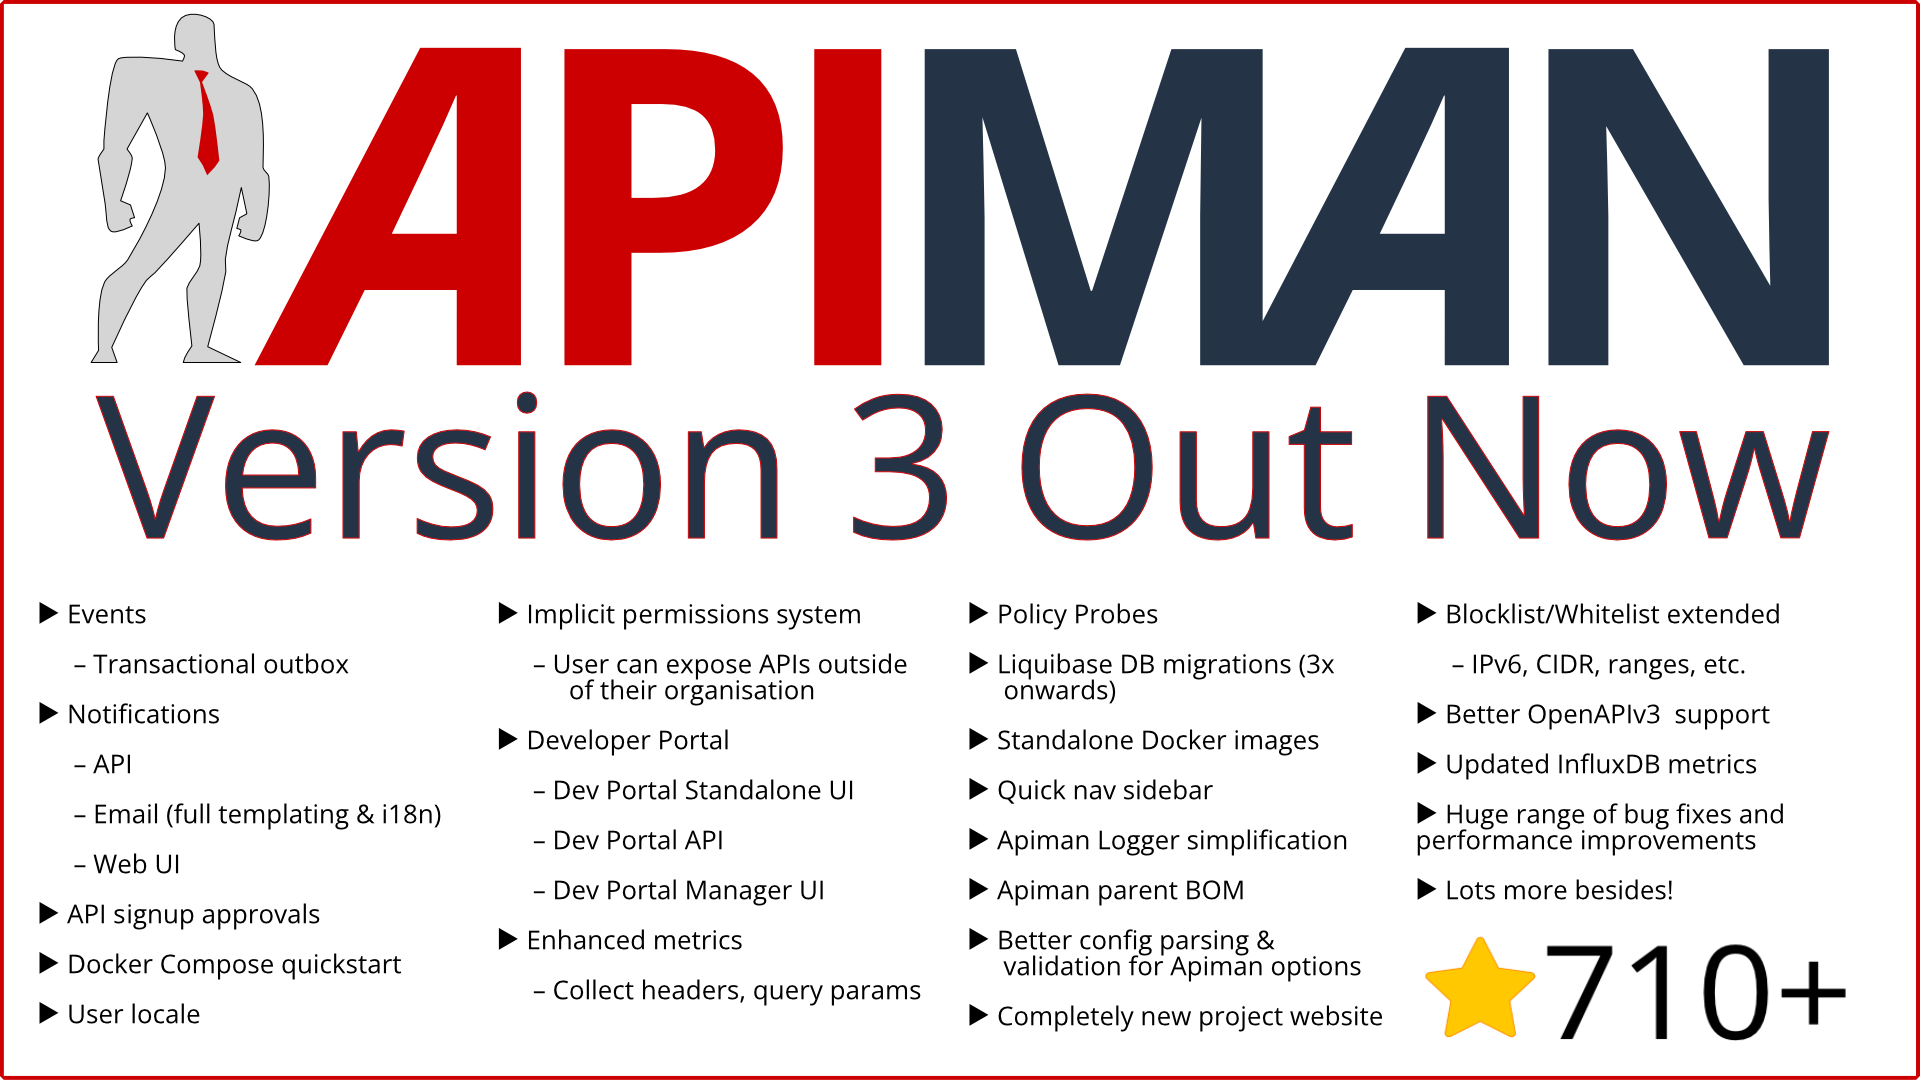 APIMAN
Version 3 Out Now
▶ Events
– Transactional outbox
▶ Notifications
– API
– Email (full templating & i18n)
– Web UI
▶ API signup approvals
▶ Docker Compose quickstart
▶ User locale
▶ Implicit permissions system
– User can expose APIs outside
of their organisation
▶ Developer Portal
– Dev Portal Standalone UI
– Dev Portal API
– Dev Portal Manager UI
▶ Enhanced metrics
– Collect headers, query params
▶ Policy Probes
▶ Liquibase DB migrations (3x
onwards)
▶ Standalone Docker images
▶ Quick nav sidebar
▶ Apiman Logger simplification
▶ Apiman parent BOM
▶ Better config parsing &
validation for Apiman options
▶ Completely new project website
▶ Blocklist/Whitelist extended
– IPv6, CIDR, ranges, etc.
▶ Better OpenAPIv3  support
▶ Updated InfluxDB metrics
▶ Huge range of bug fixes and
performance improvements
▶ Lots more besides!
710+